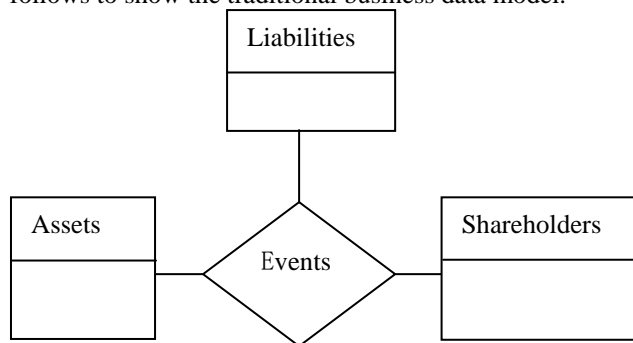 follows to show the traditional business data model.
Liabilities
Assets
Events
Shareholders